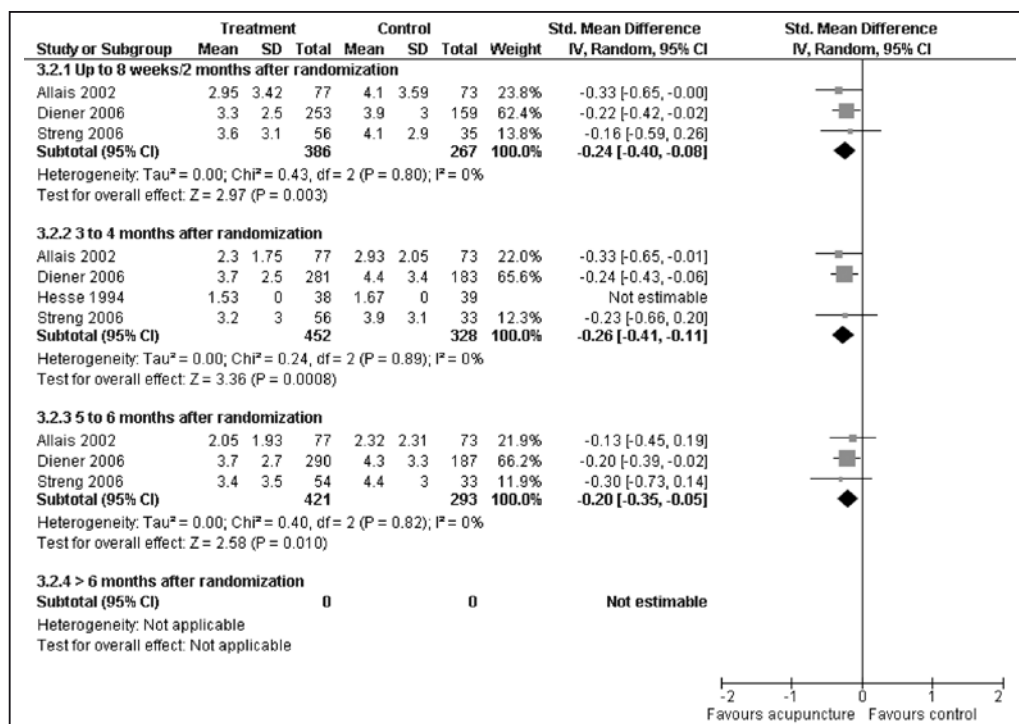 Treatment Control Std. Mean Difference Std. Mean Difference
Study or Subgroup Mean SD Total Mean SD Total Weight IV, Random, 95% CI IV, Random, 95% CI
3.2.1 Up to 8 weeks/2 months after randomization
Allais 2002 2.95 3.42 77 4.1 3.59 73 23.8% -0.33 [-0.65, -0.00]
Diener 2006 3.3 2.5 253 3.9 3 159 62.4% -0.22 [-0.42, -0.02]
Streng 2006 3.6 3.1 56 4.1 2.9 35 13.8% -0.16 [-0.59, 0.26]
Subtotal (95% CI) 386 267 100.0% -0.24 [-0.40, -0.08]
Heterogeneity: Tau² = 0.00; Chi² = 0.43, df = 2 (P = 0.80); I² = 0%
Test for overall effect: Z = 2.97 (P = 0.003)
3.2.2 3 to 4 months after randomization
Allais 2002 2.3 1.75 77 2.93 2.05 73 22.0% -0.33 [-0.65, -0.01]
Diener 2006 3.7 2.5 281 4.4 3.4 183 65.6% -0.24 [-0.43, -0.06]
Hesse 1994 1.53 0 38 1.67 0 39 Not estimable
Streng 2006 3.2 3 56 3.9 3.1 33 12.3% -0.23 [-0.66, 0.20]
Subtotal (95% CI) 452 328 100.0% -0.26 [-0.41, -0.11]
Heterogeneity: Tau² = 0.00; Chi² = 0.24, df = 2 (P = 0.89); I² = 0%
Test for overall effect: Z = 3.36 (P = 0.0008)
3.2.3 5 to 6 months after randomization
Allais 2002 2.05 1.93 77 2.32 2.31 73 21.9% -0.13 [-0.45, 0.19]
Diener 2006 3.7 2.7 290 4.3 3.3 187 66.2% -0.20 [-0.39, -0.02]
Streng 2006 3.4 3.5 54 4.4 3 33 11.9% -0.30 [-0.73, 0.14]
Subtotal (95% CI) 421 293 100.0% -0.20 [-0.35, -0.05]
Heterogeneity: Tau² = 0.00; Chi² = 0.40, df = 2 (P = 0.82); I² = 0%
Test for overall effect: Z = 2.58 (P = 0.010)
3.2.4 > 6 months after randomization
Subtotal (95% CI) 0 0 Not estimable
Heterogeneity: Not applicable
Test for overall effect: Not applicable
-2 -1 0 1 2
Favours acupuncture Favours control